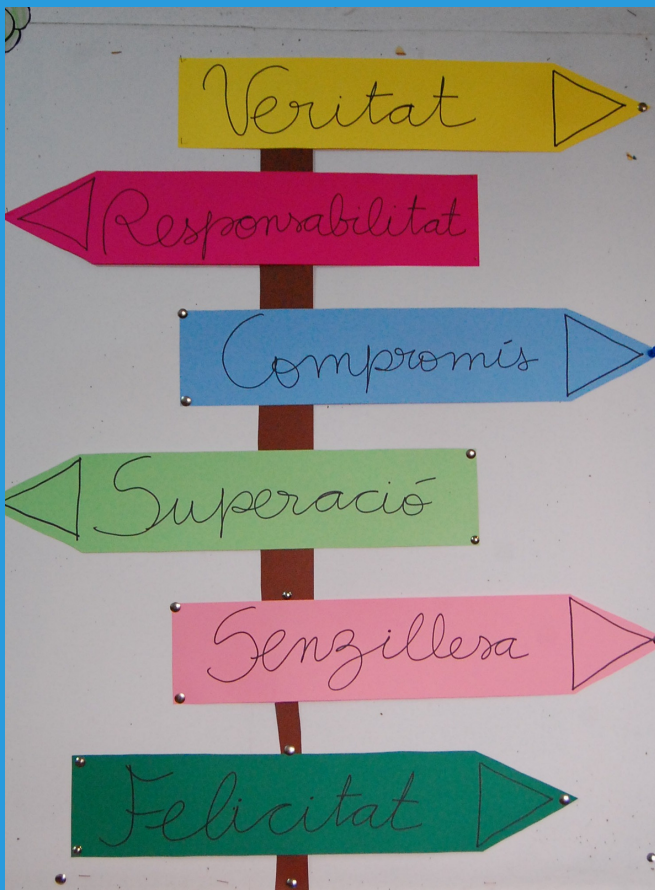 Veritat
Responsabilitat
Compromís
Superació
Senzillesa
Felicitat